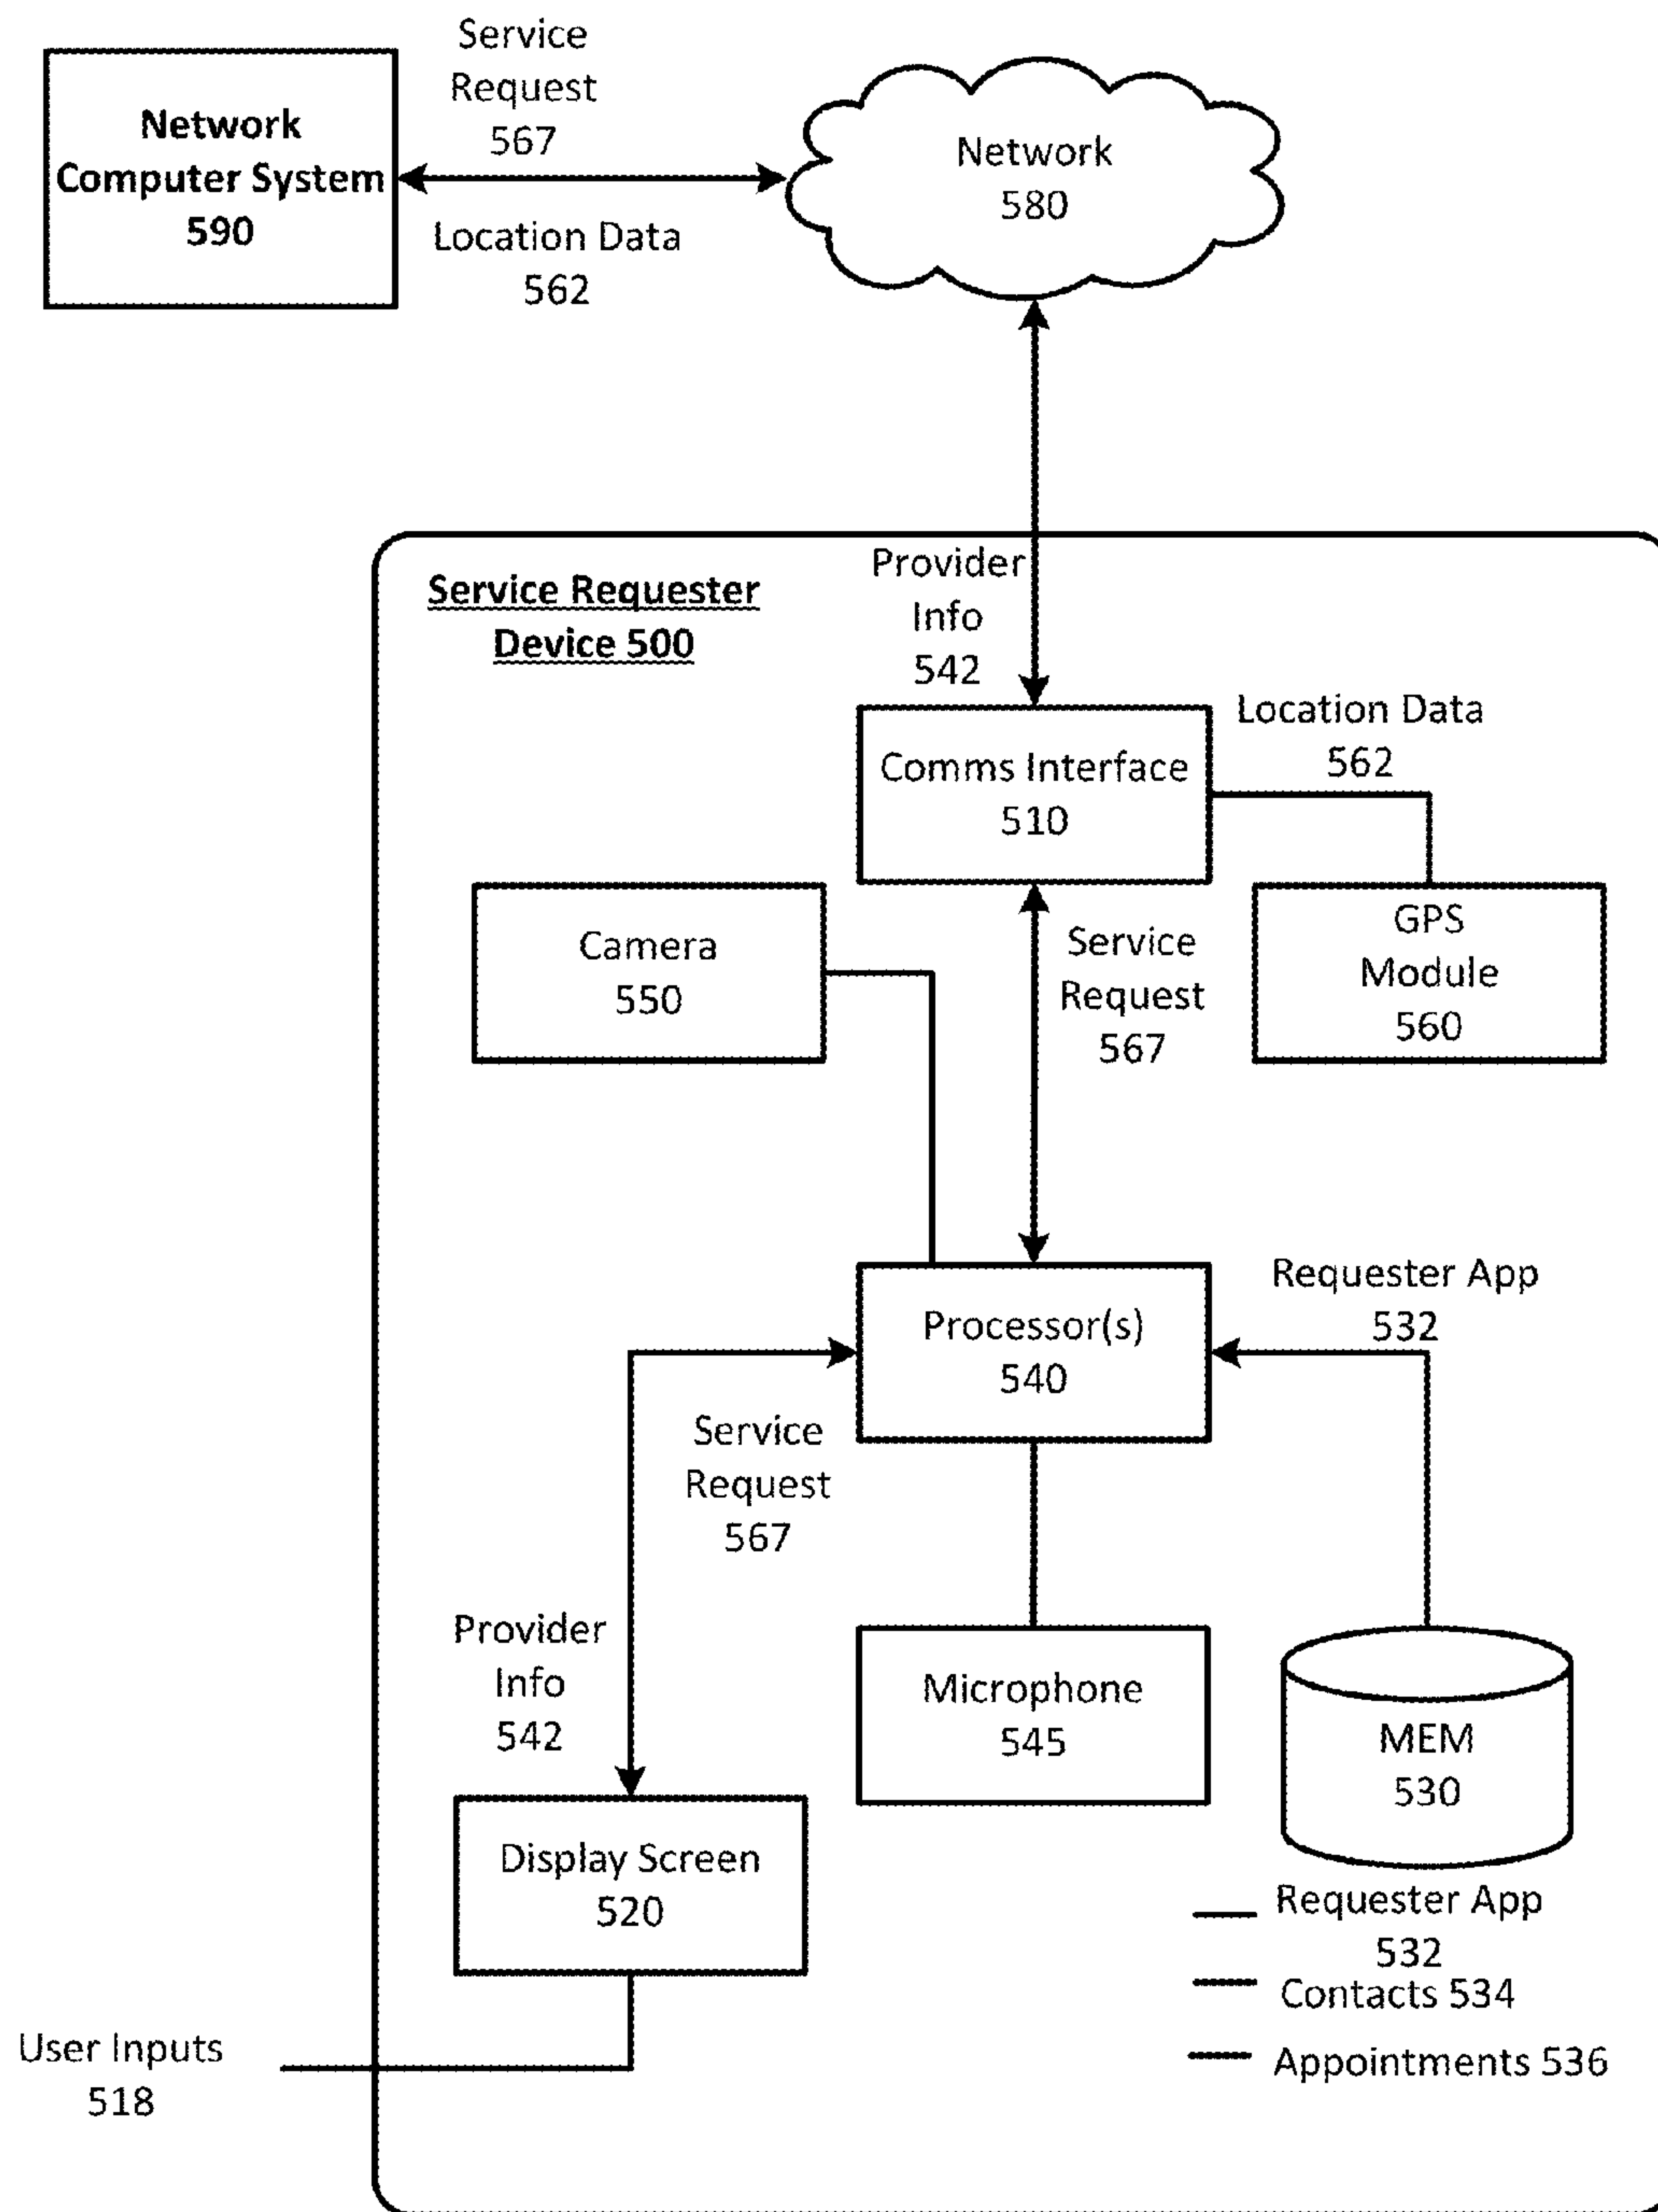 Service
Request
567
Network
Computer System
590
Location Data
562
Network
580
Service Requester
Device 500
Provider
Info
542
Comms Interface
510
Location Data
562
Camera
550
Service
Request
567
GPS
Module
560
Processor(s)
540
Requester App
532
Service
Request
567
Provider
Info
542
Microphone
545
MEM
530
Display Screen
520
Requester App
532
Contacts 534
Appointments 536
User Inputs
518